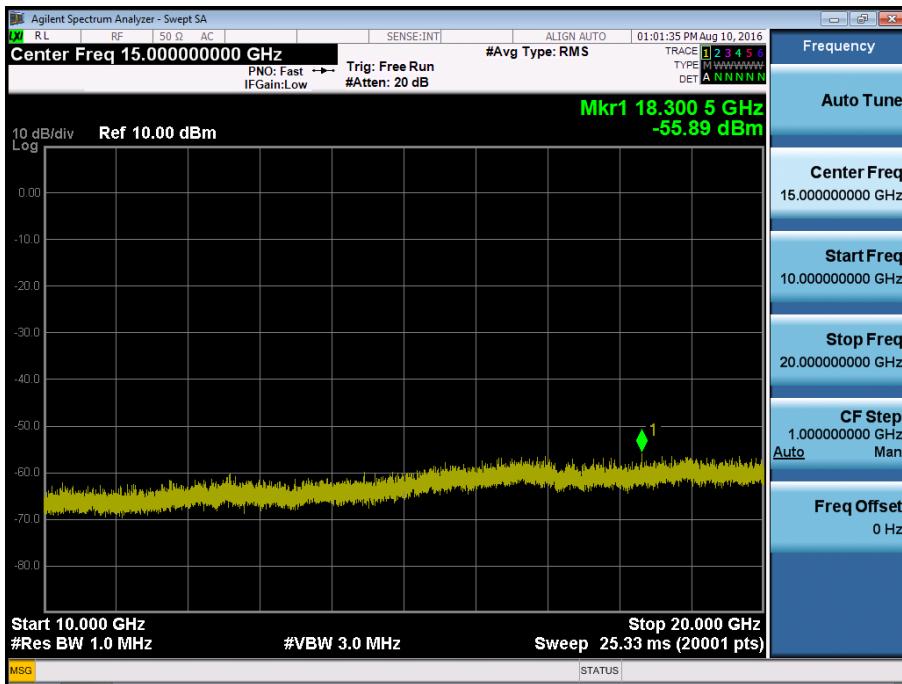 Agilent Spectrum Analyzer - Swept SA
LXI RL RF 50 Ω AC SENSE:INT ALIGN AUTO 01:01:35 PM Aug 10, 2016
Center Freq 15.000000000 GHz
PNO: Fast
IFGain:Low
Trig: Free Run
#Atten: 20 dB
#Avg Type: RMS
TRACE 1 2 3 4 5 6
TYPE M WWWWW
DET A N N N N N
Mkr1 18.300 5 GHz
-55.89 dBm
10 dB/div Ref 10.00 dBm
Log
0.00
-10.0
-20.0
-30.0
-40.0
-50.0
1
-60.0
-70.0
-80.0
Start 10.000 GHz Stop 20.000 GHz
#Res BW 1.0 MHz #VBW 3.0 MHz Sweep 25.33 ms (20001 pts)
MSG STATUS
Frequency
Auto Tune
Center Freq
15.000000000 GHz
Start Freq
10.000000000 GHz
Stop Freq
20.000000000 GHz
CF Step
1.000000000 GHz
Auto Man
Freq Offset
0 Hz